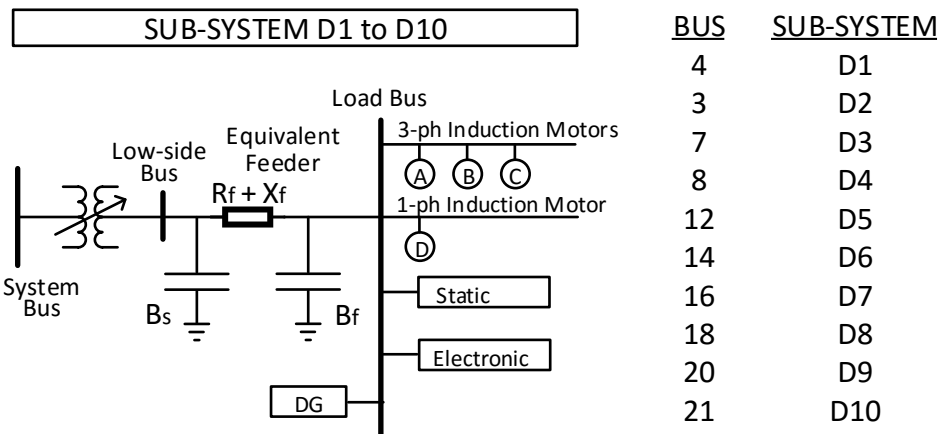 SUB-SYSTEM D1 to D10
Load Bus
3-ph Induction Motors
Equivalent
Feeder
Low-side
Bus
Rf + Xf
A B C
1-ph Induction Motor
D
System
Bus
Bs
Bf
Static
Electronic
DG
BUS SUB-SYSTEM
4 D1
3 D2
7 D3
8 D4
12 D5
14 D6
16 D7
18 D8
20 D9
21 D10